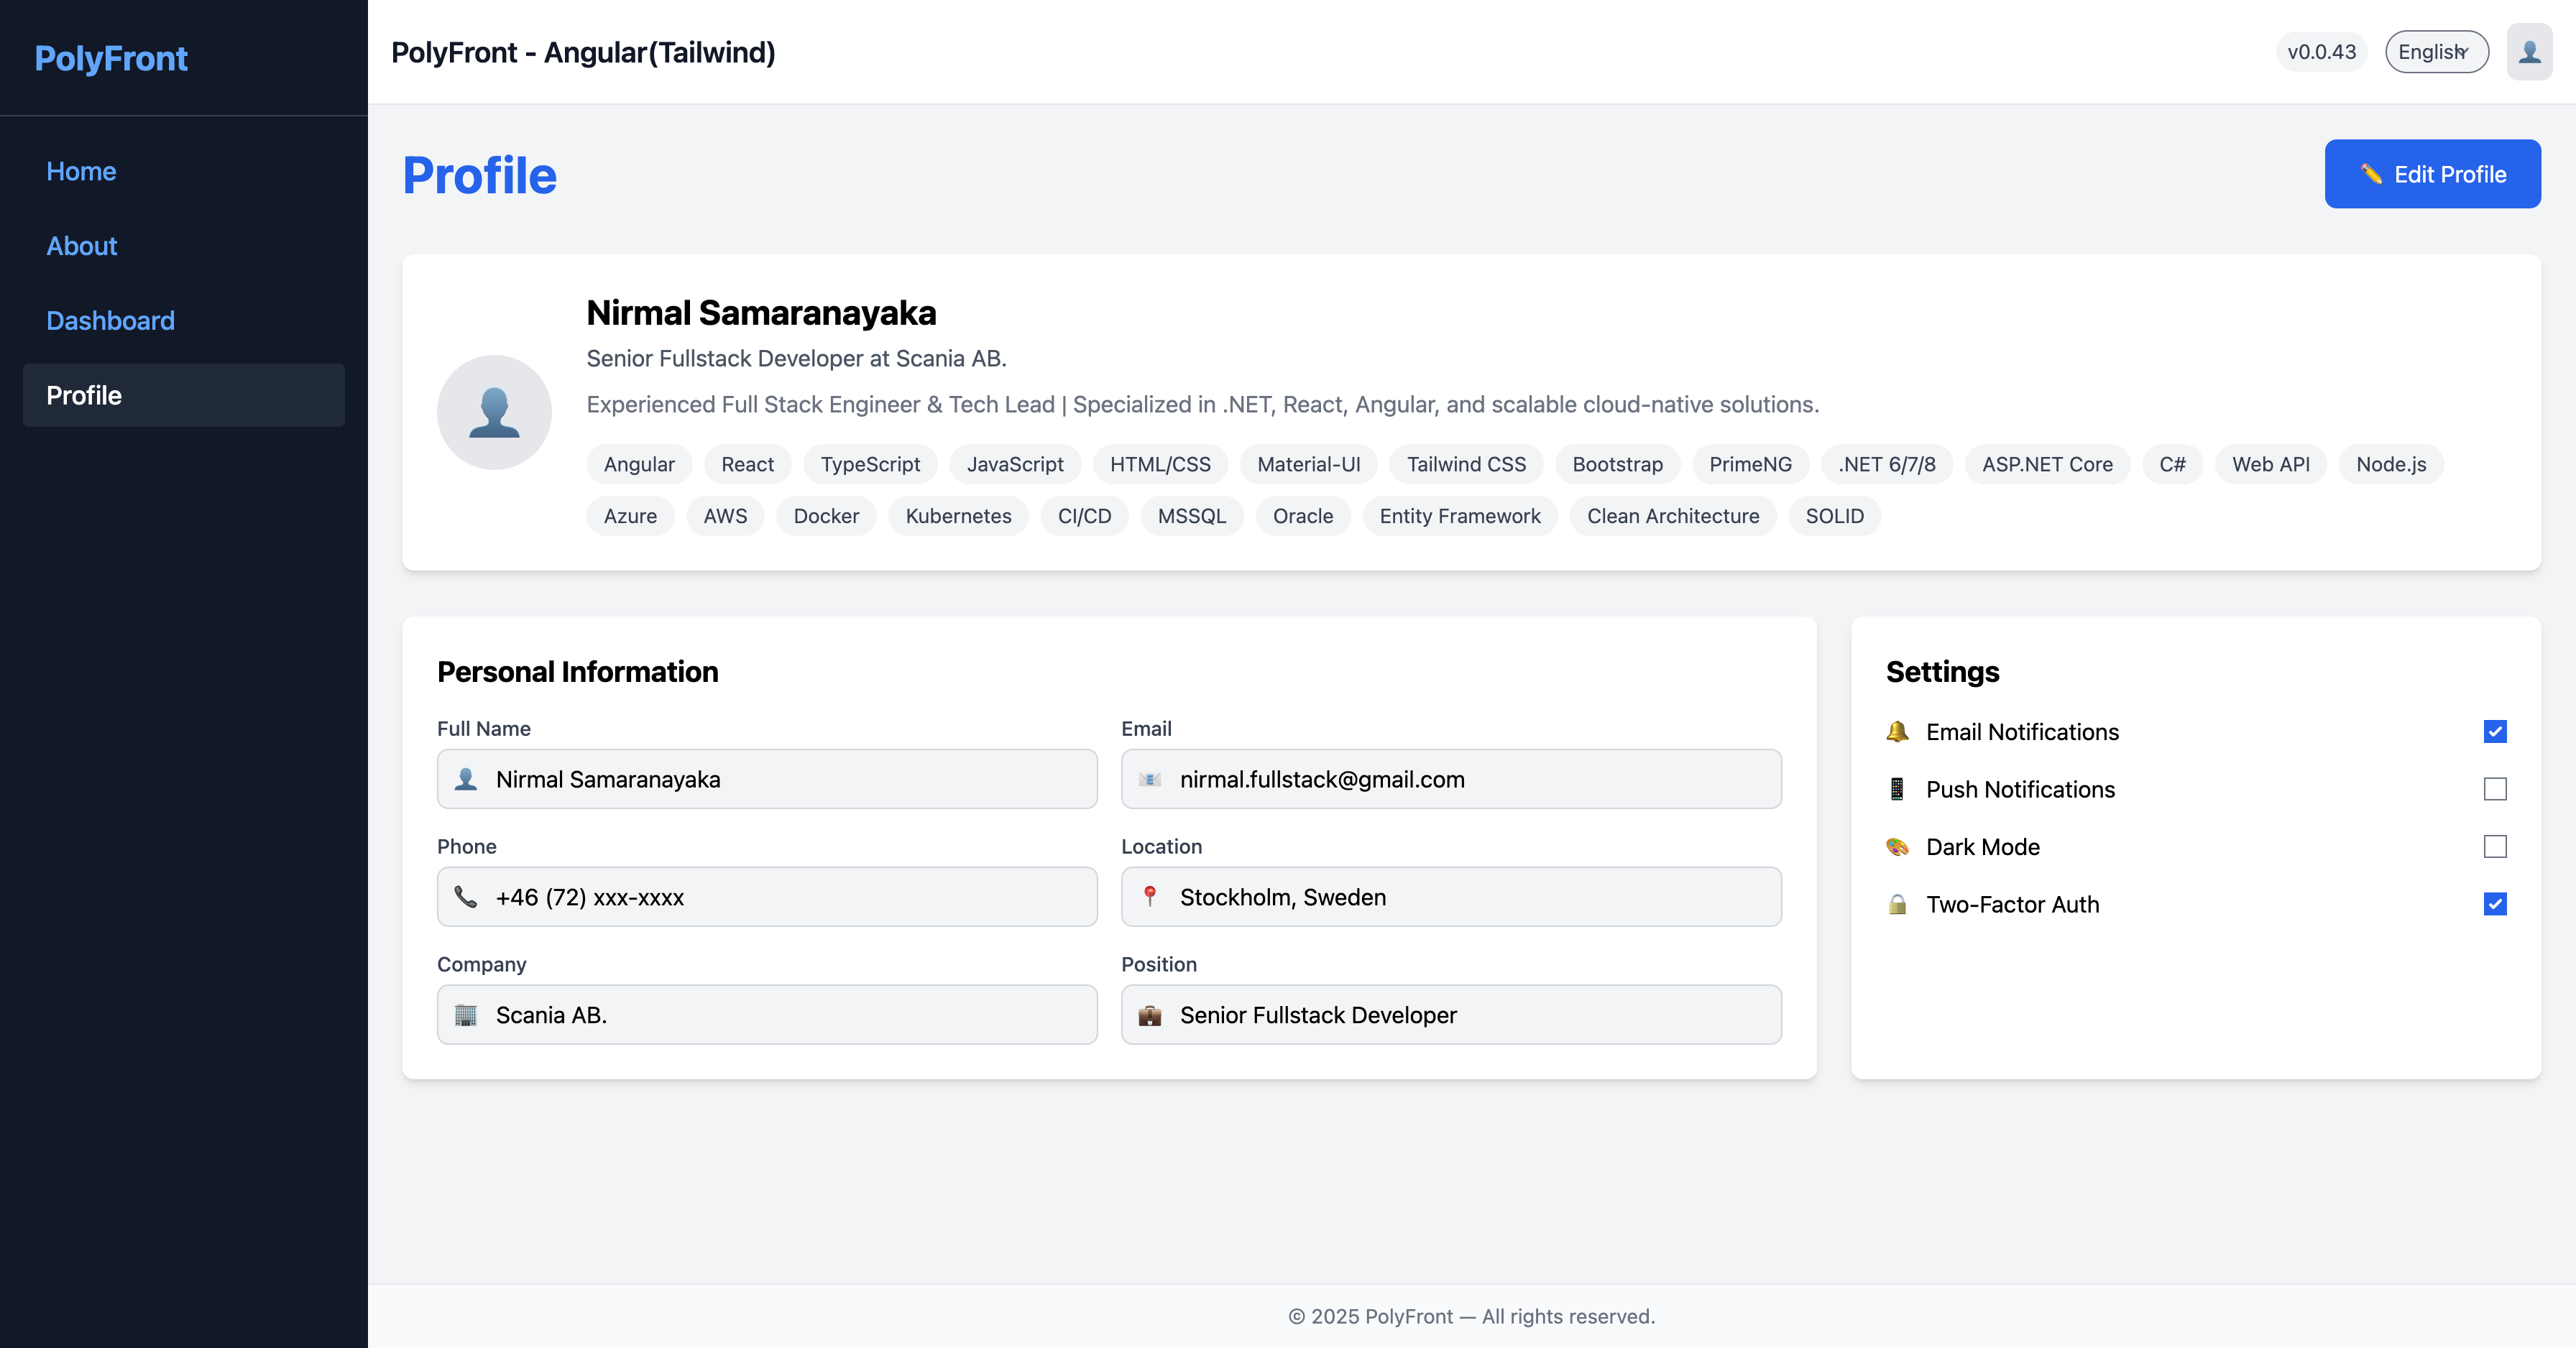 PolyFront
Home
About
Dashboard
Profile
PolyFront - Angular(Tailwind)
v0.0.43
English
Profile
✏️ Edit Profile
Nirmal Samaranayaka
Senior Fullstack Developer at Scania AB.
Experienced Full Stack Engineer & Tech Lead | Specialized in .NET, React, Angular, and scalable cloud-native solutions.
Angular React TypeScript JavaScript HTML/CSS Material-UI Tailwind CSS Bootstrap PrimeNG .NET 6/7/8 ASP.NET Core C# Web API Node.js
Azure AWS Docker Kubernetes CI/CD MSSQL Oracle Entity Framework Clean Architecture SOLID
Personal Information
Full Name
Nirmal Samaranayaka
Email
nirmal.fullstack@gmail.com
Phone
+46 (72) xxx-xxxx
Location
Stockholm, Sweden
Company
Scania AB.
Position
Senior Fullstack Developer
Settings
Email Notifications
Push Notifications
Dark Mode
Two-Factor Auth
© 2025 PolyFront — All rights reserved.